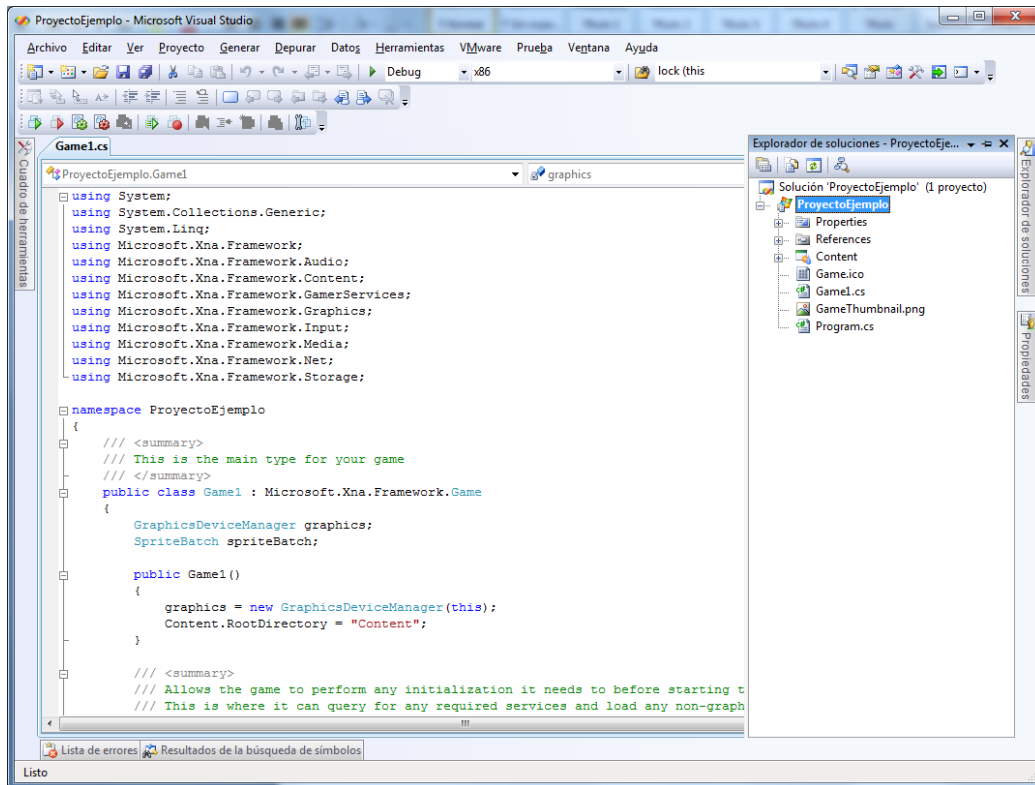 ProyectoEjemplo - Microsoft Visual Studio
Archivo Editar Ver Proyecto Generar Depurar Datos Herramientas VMware Prueba Ventana Ayuda
Debug x86 lock (this
Cuadro de herramientas
Game1.cs
ProyectoEjemplo.Game1 graphics
using System;
using System.Collections.Generic;
using System.Linq;
using Microsoft.Xna.Framework;
using Microsoft.Xna.Framework.Audio;
using Microsoft.Xna.Framework.Content;
using Microsoft.Xna.Framework.GamerServices;
using Microsoft.Xna.Framework.Graphics;
using Microsoft.Xna.Framework.Input;
using Microsoft.Xna.Framework.Media;
using Microsoft.Xna.Framework.Net;
using Microsoft.Xna.Framework.Storage;
namespace ProyectoEjemplo
{
/// <summary>
/// This is the main type for your game
/// </summary>
public class Game1 : Microsoft.Xna.Framework.Game
{
GraphicsDeviceManager graphics;
SpriteBatch spriteBatch;
public Game1()
{
graphics = new GraphicsDeviceManager(this);
Content.RootDirectory = "Content";
}
/// <summary>
/// Allows the game to perform any initialization it needs to before starting t
/// This is where it can query for any required services and load any non-graph
Explorador de soluciones - ProyectoEje...
Solución 'ProyectoEjemplo' (1 proyecto)
ProyectoEjemplo
Properties
References
Content
Game.ico
Game1.cs
GameThumbnail.png
Program.cs
Explorador de soluciones
Propiedades
Lista de errores Resultados de la búsqueda de símbolos
Listo